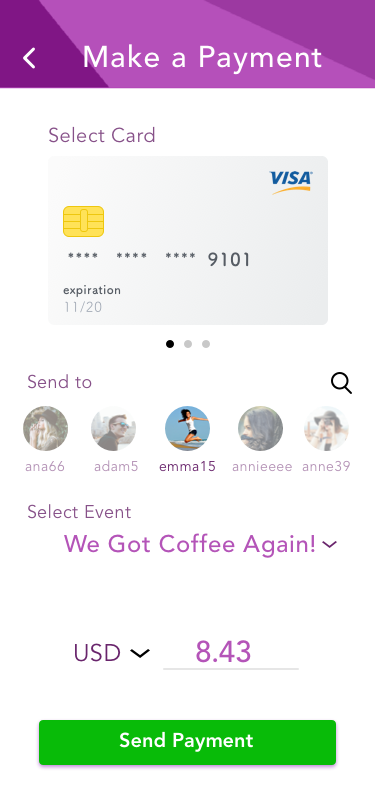 Make a Payment
Select Card
VISA
**** **** **** 9101
expiration
11/20
Send to
ana66 adam5 emma15 annieeee anne39
Select Event
We Got Coffee Again!
USD 8.43
Send Payment